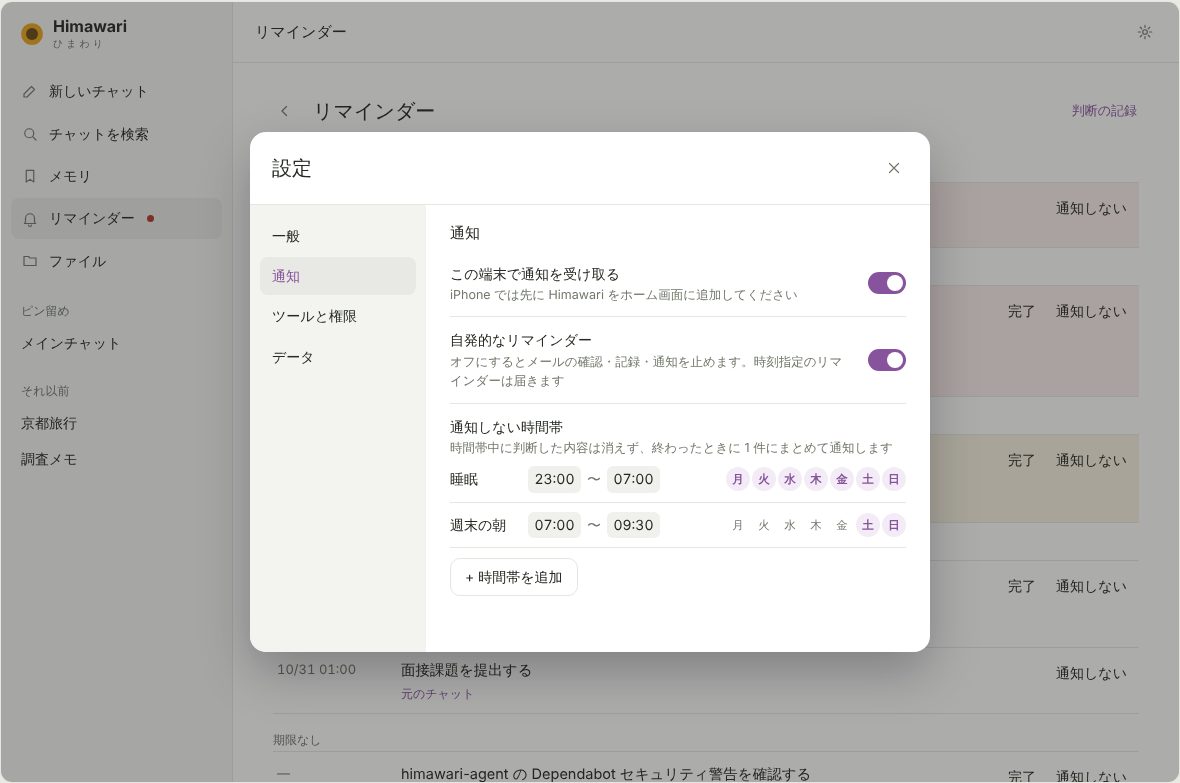 Himawari
ひまわり
新しいチャット
チャットを検索
メモリ
リマインダー
ファイル
ピン留め
メインチャット
それ以前
京都旅行
調査メモ
リマインダー
リマインダー
判断の記録
通知しない
完了 通知しない
完了 通知しない
完了 通知しない
設定
一般
通知
ツールと権限
データ
通知
この端末で通知を受け取る
iPhone では先に Himawari をホーム画面に追加してください
自発的なリマインダー
オフにするとメールの確認・記録・通知を止めます。時刻指定のリマ
インダーは届きます
通知しない時間帯
時間帯中に判断した内容は消えず、終わったときに 1 件にまとめて通知します
睡眠 23:00 〜 07:00 月 火 水 木 金 土 日
週末の朝 07:00 〜 09:30 月 火 水 木 金 土 日
+ 時間帯を追加
10/31 01:00 面接課題を提出する 通知しない
元のチャット
期限なし
— himawari-agent の Dependabot セキュリティ警告を確認する 完了 通知しない